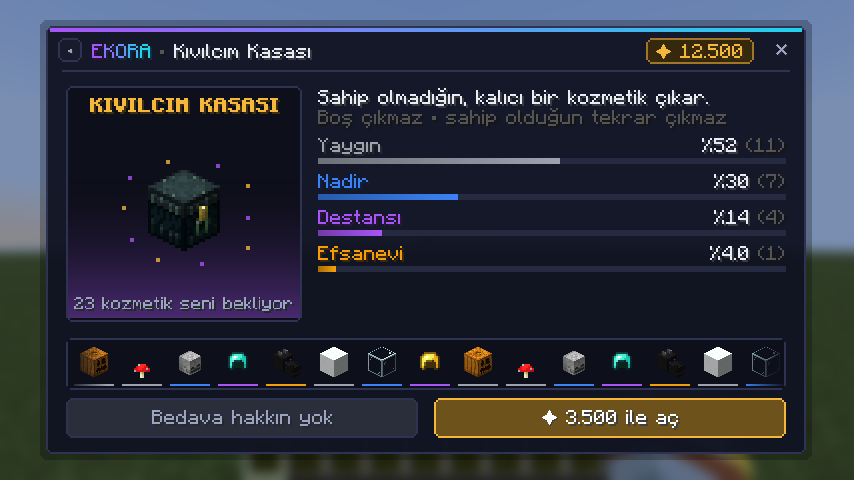 EKORA • Kıvılcım Kasası
12.500
KIVILCIM KASASI
23 kozmetik seni bekliyor
Sahip olmadığın, kalıcı bir kozmetik çıkar.
Boş çıkmaz • sahip olduğun tekrar çıkmaz
Yaygın %52 (11)
Nadir %30 (7)
Destansı %14 (4)
Efsanevi %4.0 (1)
Bedava hakkın yok
3.500 ile aç